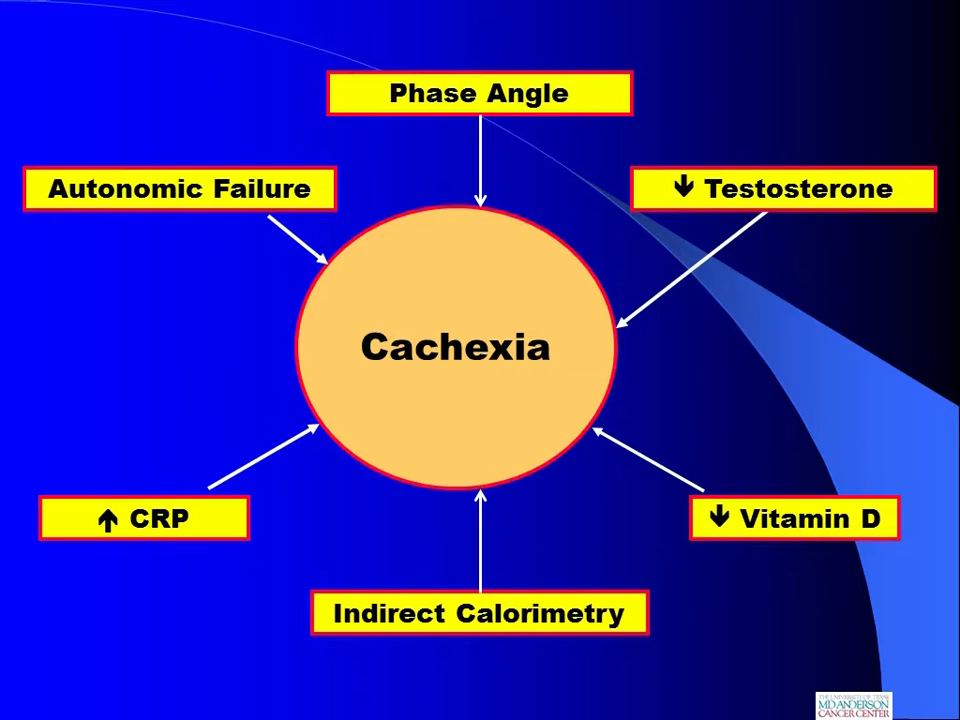 Phase Angle
Autonomic Failure
🡻 Testosterone
Cachexia
🡹 CRP
🡻 Vitamin D
Indirect Calorimetry
THE UNIVERSITY OF TEXAS
MD ANDERSON
CANCER CENTER